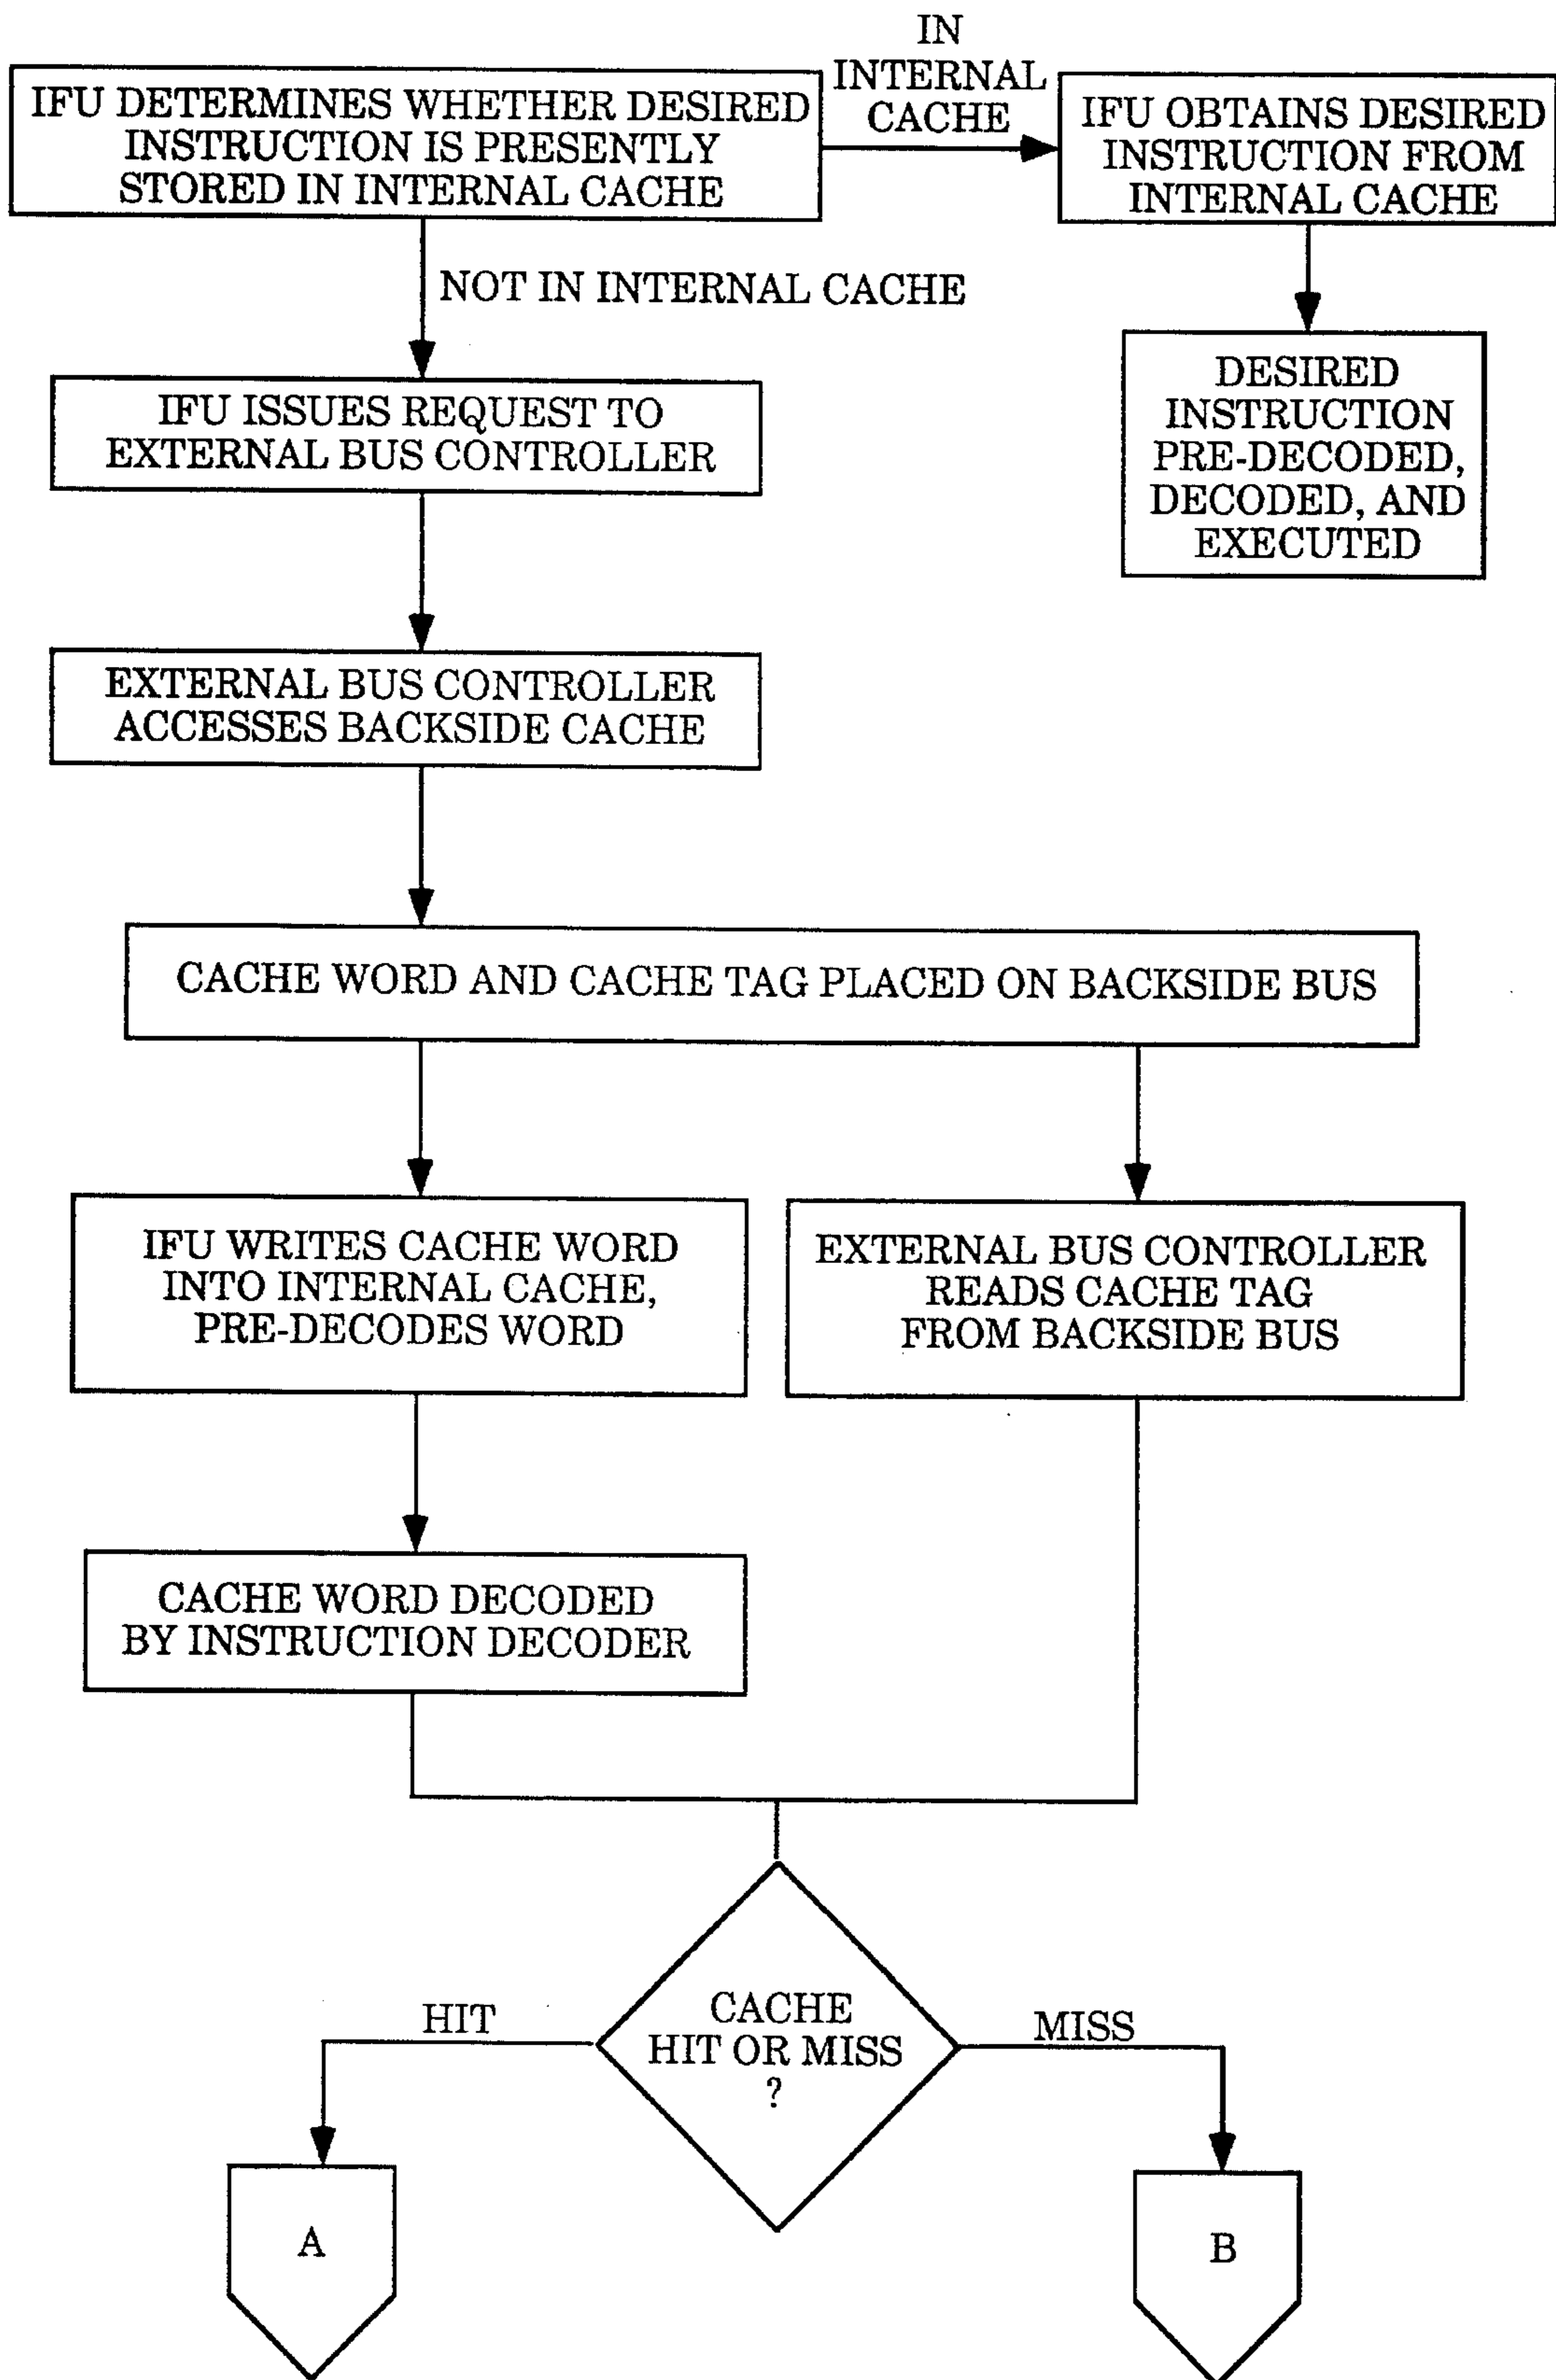 IN
INTERNAL
CACHE
IFU DETERMINES WHETHER DESIRED
INSTRUCTION IS PRESENTLY
STORED IN INTERNAL CACHE
IFU OBTAINS DESIRED
INSTRUCTION FROM
INTERNAL CACHE
NOT IN INTERNAL CACHE
DESIRED
INSTRUCTION
PRE-DECODED,
DECODED, AND
EXECUTED
IFU ISSUES REQUEST TO
EXTERNAL BUS CONTROLLER
EXTERNAL BUS CONTROLLER
ACCESSES BACKSIDE CACHE
CACHE WORD AND CACHE TAG PLACED ON BACKSIDE BUS
IFU WRITES CACHE WORD
INTO INTERNAL CACHE,
PRE-DECODES WORD
EXTERNAL BUS CONTROLLER
READS CACHE TAG
FROM BACKSIDE BUS
CACHE WORD DECODED
BY INSTRUCTION DECODER
CACHE
HIT OR MISS
?
HIT
MISS
A
B